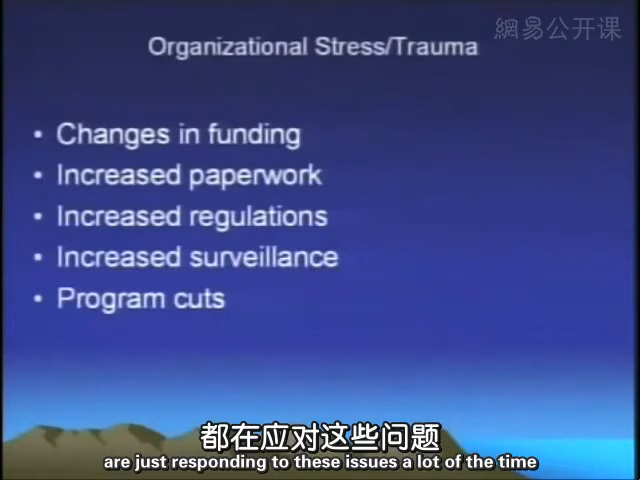 網易公开课
Organizational Stress/Trauma
• Changes in funding
• Increased paperwork
• Increased regulations
• Increased surveillance
• Program cuts
都在应对这些问题
are just responding to these issues a lot of the time